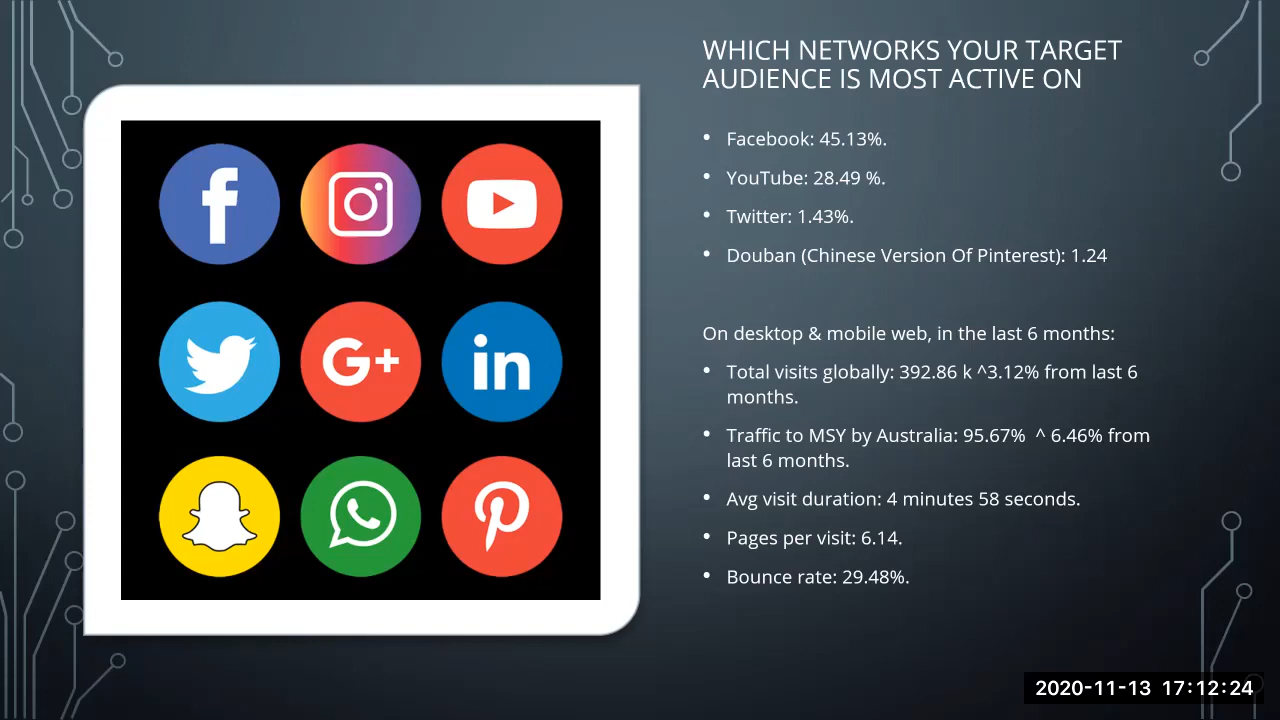 WHICH NETWORKS YOUR TARGET
AUDIENCE IS MOST ACTIVE ON
• Facebook: 45.13%.
• YouTube: 28.49 %.
• Twitter: 1.43%.
• Douban (Chinese Version Of Pinterest): 1.24
On desktop & mobile web, in the last 6 months:
• Total visits globally: 392.86 k ^3.12% from last 6
months.
• Traffic to MSY by Australia: 95.67%  ^ 6.46% from
last 6 months.
• Avg visit duration: 4 minutes 58 seconds.
• Pages per visit: 6.14.
• Bounce rate: 29.48%.
f
G+
in
2020-11-13 17:12:24